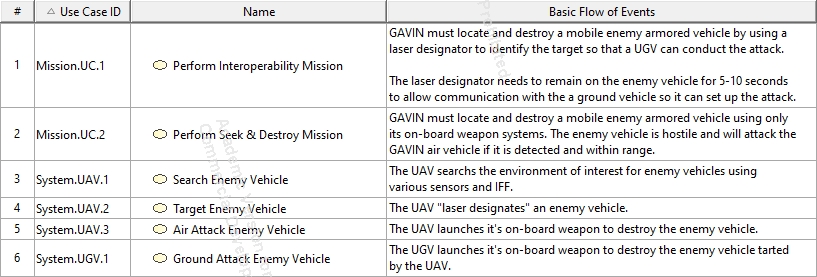 # △ Use Case ID Name Basic Flow of Events
1 Mission.UC.1 Perform Interoperability Mission
GAVIN must locate and destroy a mobile enemy armored vehicle by using a
laser designator to identify the target so that a UGV can conduct the attack.
The laser designator needs to remain on the enemy vehicle for 5-10 seconds
to allow communication with the a ground vehicle so it can set up the attack.
2 Mission.UC.2 Perform Seek & Destroy Mission
GAVIN must locate and destroy a mobile enemy armored vehicle using only
its on-board weapon systems. The enemy vehicle is hostile and will attack the
GAVIN air vehicle if it is detected and within range.
3 System.UAV.1 Search Enemy Vehicle
The UAV searchs the environment of interest for enemy vehicles using
various sensors and IFF.
4 System.UAV.2 Target Enemy Vehicle The UAV "laser designates" an enemy vehicle.
5 System.UAV.3 Air Attack Enemy Vehicle The UAV launches it's on-board weapon to destroy the enemy vehicle.
6 System.UGV.1 Ground Attack Enemy Vehicle
The UGV launches it's on-board weapon to destroy the enemy vehicle tarted
by the UAV.